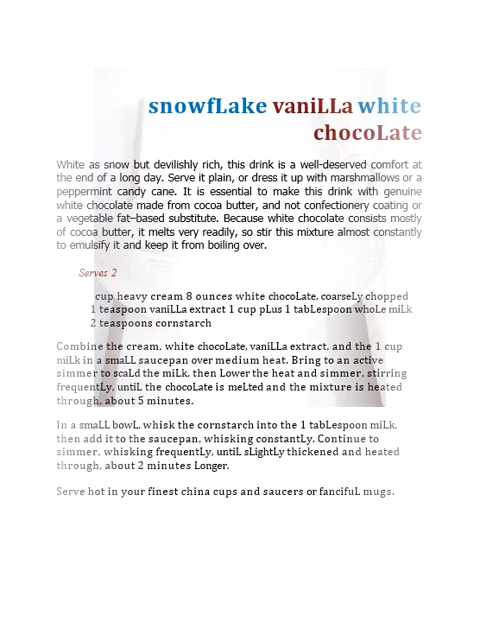 snowfLake vaniLLa white
chocoLate
White as snow but devilishly rich, this drink is a well-deserved comfort at
the end of a long day. Serve it plain, or dress it up with marshmallows or a
peppermint candy cane. It is essential to make this drink with genuine
white chocolate made from cocoa butter, and not confectionery coating or
a vegetable fat–based substitute. Because white chocolate consists mostly
of cocoa butter, it melts very readily, so stir this mixture almost constantly
to emulsify it and keep it from boiling over.
Serves 2
cup heavy cream 8 ounces white chocoLate, coarseLy chopped
1 teaspoon vaniLLa extract 1 cup pLus 1 tabLespoon whoLe miLk
2 teaspoons cornstarch
Combine the cream, white chocoLate, vaniLLa extract, and the 1 cup
miLk in a smaLL saucepan over medium heat. Bring to an active
simmer to scaLd the miLk, then Lower the heat and simmer, stirring
frequentLy, untiL the chocoLate is meLted and the mixture is heated
through, about 5 minutes.
In a smaLL bowL, whisk the cornstarch into the 1 tabLespoon miLk,
then add it to the saucepan, whisking constantLy. Continue to
simmer, whisking frequentLy, untiL sLightLy thickened and heated
through, about 2 minutes Longer.
Serve hot in your finest china cups and saucers or fancifuL mugs.